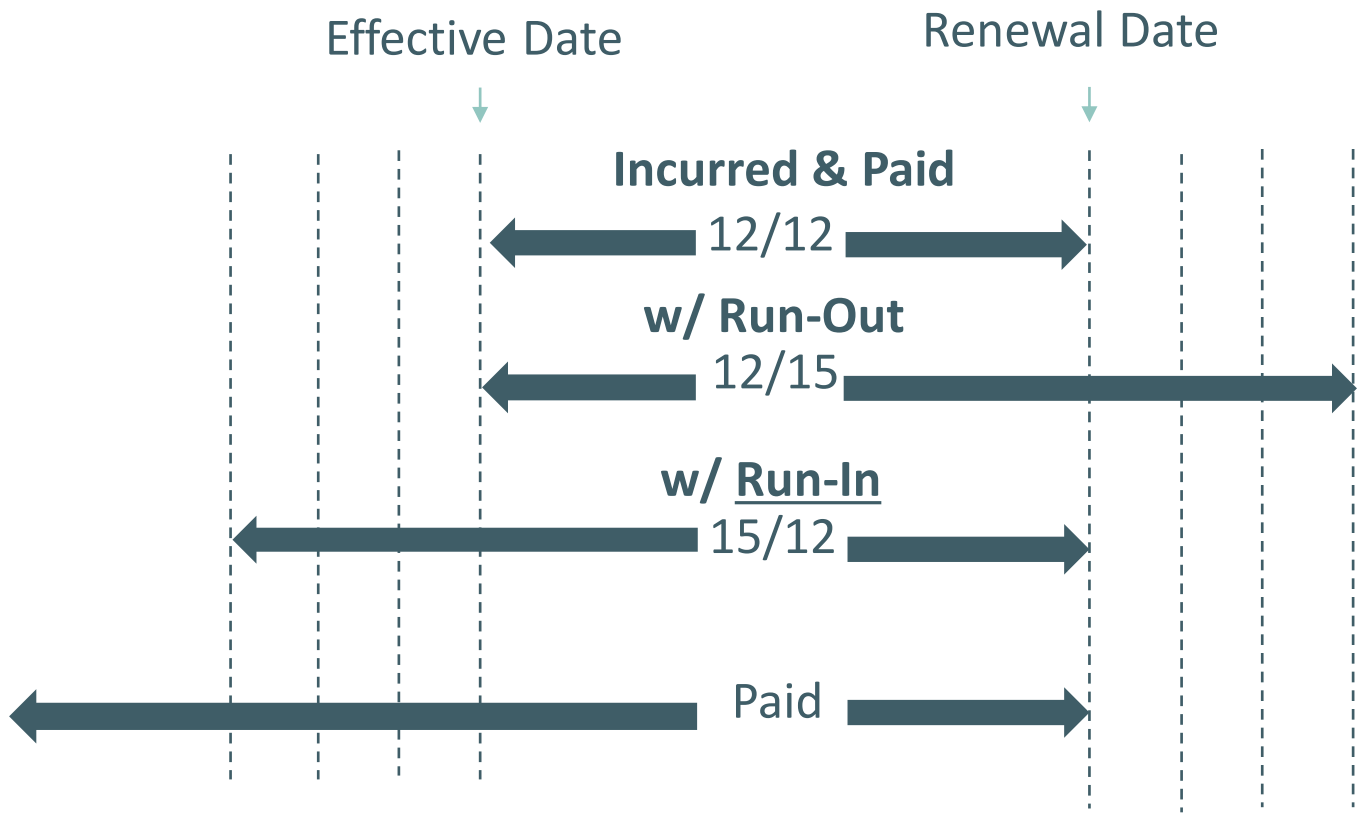 Effective Date
Renewal Date
Incurred & Paid
12/12
w/ Run-Out
12/15
w/ Run-In
15/12
Paid